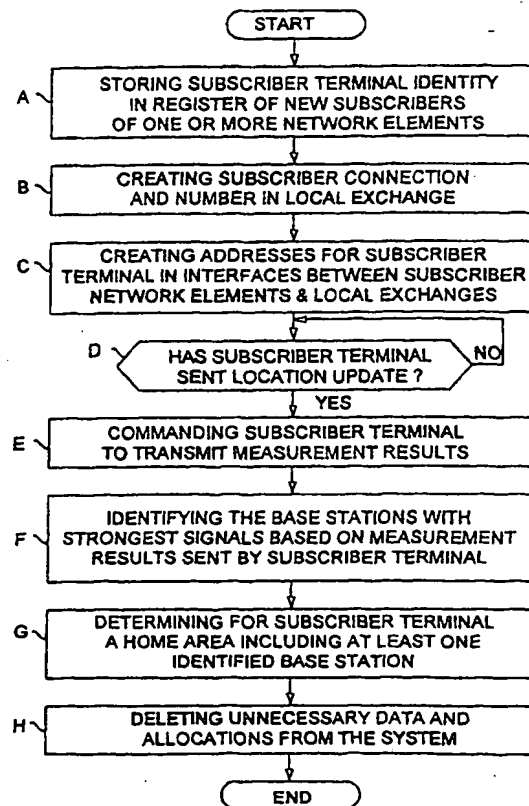 START
A
STORING SUBSCRIBER TERMINAL IDENTITY
IN REGISTER OF NEW SUBSCRIBERS
OF ONE OR MORE NETWORK ELEMENTS
B
CREATING SUBSCRIBER CONNECTION
AND NUMBER IN LOCAL EXCHANGE
C
CREATING ADDRESSES FOR SUBSCRIBER
TERMINAL IN INTERFACES BETWEEN SUBSCRIBER
NETWORK ELEMENTS & LOCAL EXCHANGES
D
HAS SUBSCRIBER TERMINAL
SENT LOCATION UPDATE ?
NO
YES
E
COMMANDING SUBSCRIBER TERMINAL
TO TRANSMIT MEASUREMENT RESULTS
F
IDENTIFYING THE BASE STATIONS WITH
STRONGEST SIGNALS BASED ON MEASUREMENT
RESULTS SENT BY SUBSCRIBER TERMINAL
G
DETERMINING FOR SUBSCRIBER TERMINAL
A HOME AREA INCLUDING AT LEAST ONE
IDENTIFIED BASE STATION
H
DELETING UNNECESSARY DATA AND
ALLOCATIONS FROM THE SYSTEM
END